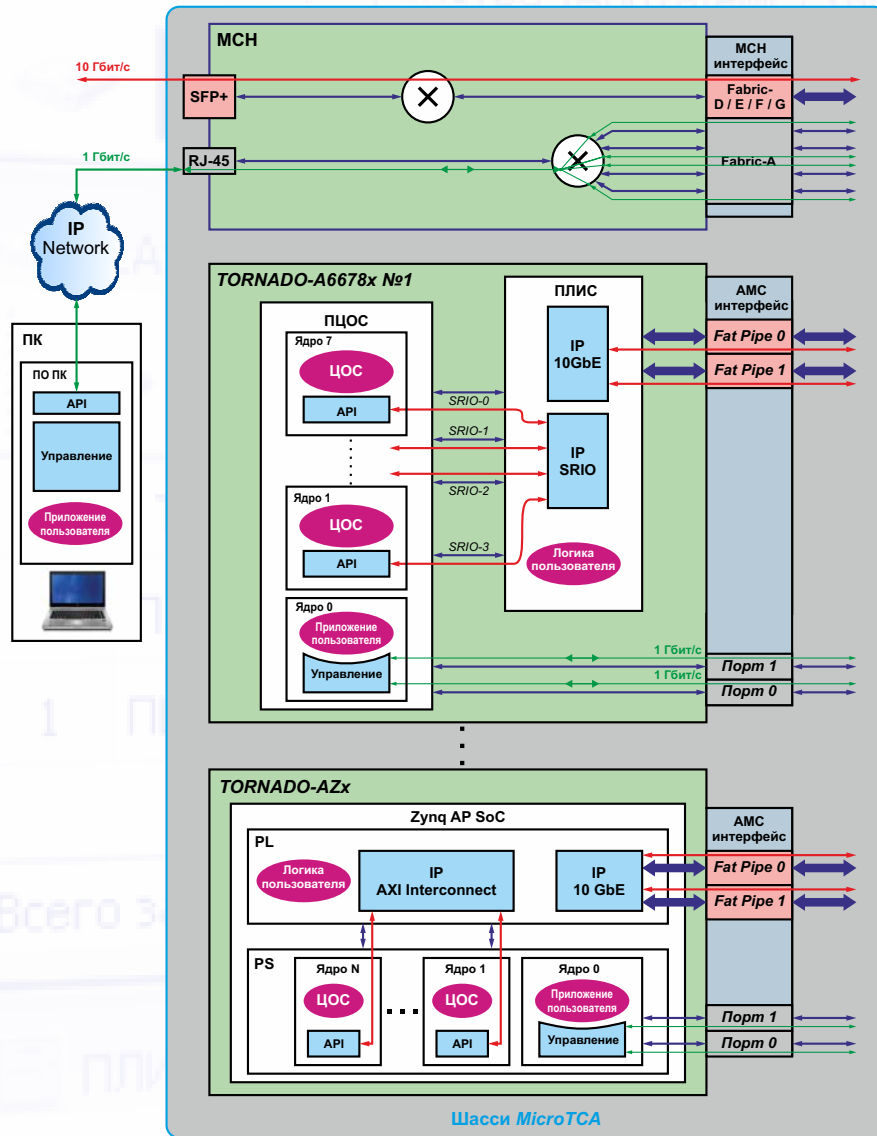 MCH
MCH
интерфейс
10 Гбит/с
SFP+
Fabric-
D / E / F / G
1 Гбит/с
RJ-45
Fabric-A
IP
Network
TORNADO-A6678x №1
AMC
интерфейс
ПЦОС
ПЛИС
Ядро 7
ЦОС
API
IP
10GbE
Fat Pipe 0
Fat Pipe 1
ПК
ПО ПК
API
Управление
Приложение
пользователя
SRIO-0
SRIO-1
SRIO-2
SRIO-3
IP
SRIO
Ядро 1
ЦОС
API
Логика
пользователя
Ядро 0
Приложение
пользователя
Управление
1 Гбит/с
Порт 1
1 Гбит/с
Порт 0
1 П
TORNADO-AZx
Zynq AP SoC
AMC
интерфейс
PL
Логика
пользователя
IP
AXI Interconnect
IP
10 GbE
Fat Pipe 0
Fat Pipe 1
Всего з
PS
Ядро N
ЦОС
API
Ядро 1
ЦОС
API
Ядро 0
Приложение
пользователя
Управление
Порт 1
Порт 0
ПЛИ
Шасси MicroTCA